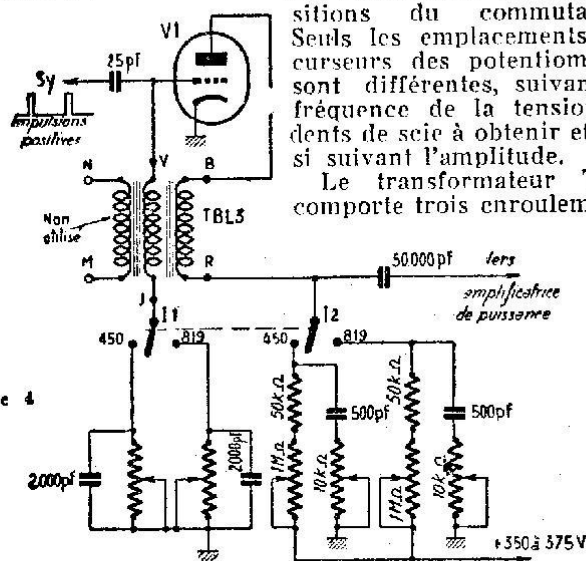 sitions du commuta
Seuls les emplacements
curseurs des potentiom
sont différentes, suivan
fréquence de la tensio
dents de scie à obtenir et
si suivant l'amplitude.
Le transformateur T
comporte trois enroulem
V1
25pf
Sy
Impulsions
positives
N
V
B
Non
utilisé
TBL3
M
R
J
50.000pf
Vers
amplificatrice
de puissance
I1
I2
450
819
450
819
e 4
2.000pf
2000pf
50kΩ
1MΩ
500pf
10kΩ
50kΩ
1MΩ
500pf
10kΩ
+350 à 375V